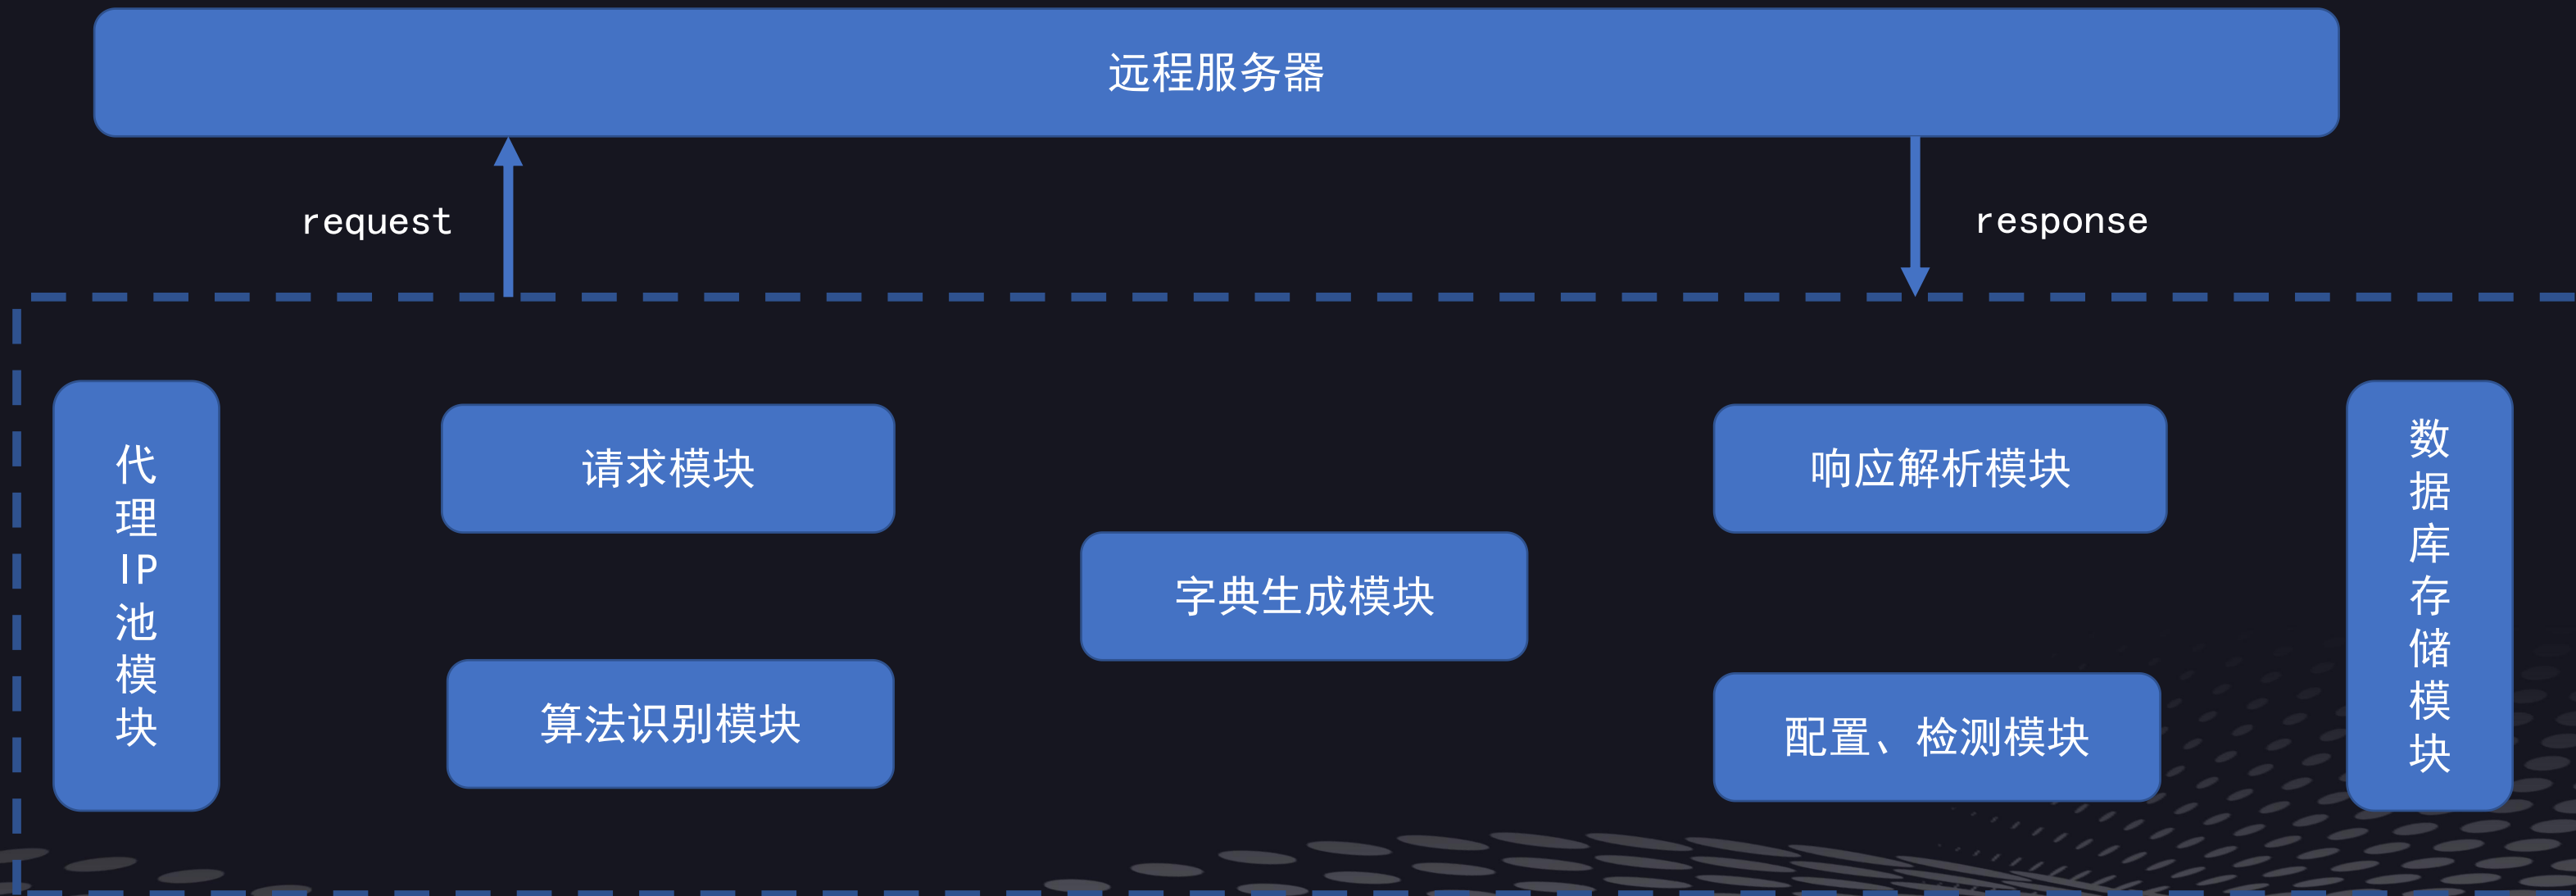 远程服务器
request
response
代理IP池模块
请求模块
响应解析模块
数据库存储模块
字典生成模块
算法识别模块
配置、检测模块